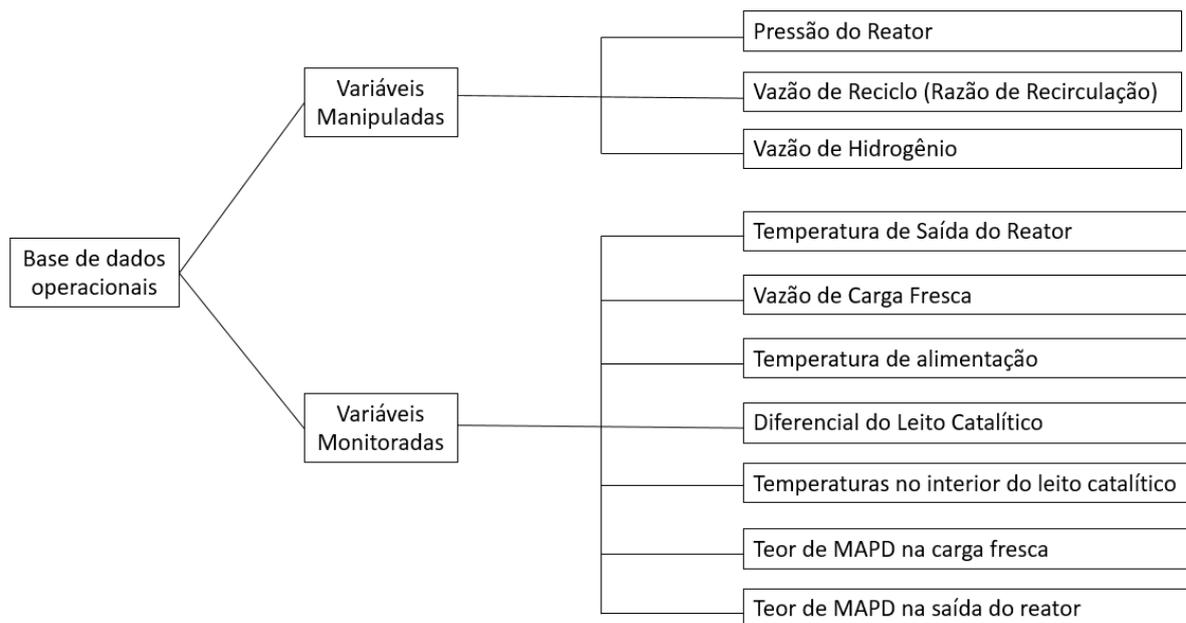 Base de dados
operacionais
Variáveis
Manipuladas
Pressão do Reator
Vazão de Reciclo (Razão de Recirculação)
Vazão de Hidrogênio
Variáveis
Monitoradas
Temperatura de Saída do Reator
Vazão de Carga Fresca
Temperatura de alimentação
Diferencial do Leito Catalítico
Temperaturas no interior do leito catalítico
Teor de MAPD na carga fresca
Teor de MAPD na saída do reator